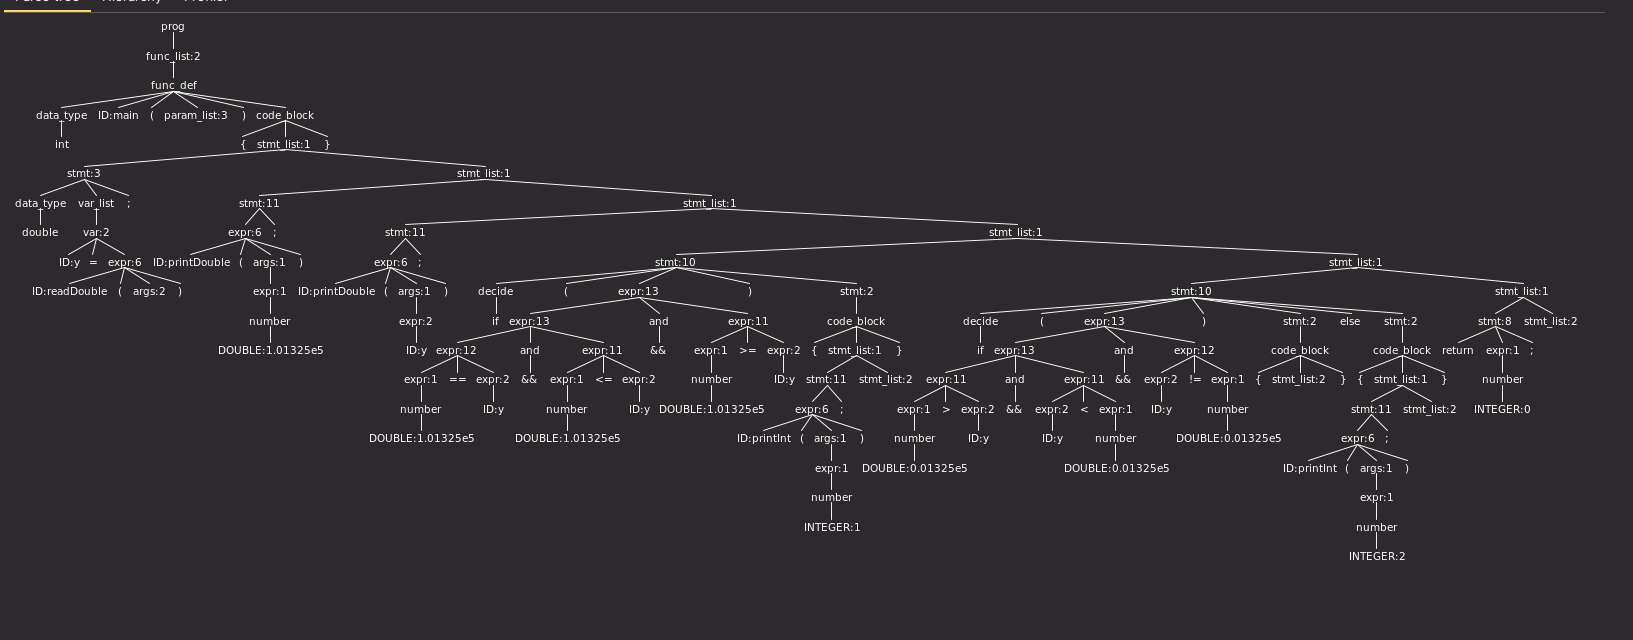 Parse tree Hierarchy Profiler
prog
func_list:2
func_def
data_type ID:main ( param_list:3 ) code_block
int { stmt_list:1 }
stmt:3 stmt_list:1
data_type var_list ; stmt:11 stmt_list:1
double var:2 expr:6 ; stmt:11 stmt_list:1
ID:y = expr:6 ID:printDouble ( args:1 ) expr:6 ; stmt:10 stmt_list:1
ID:readDouble ( args:2 ) expr:1 ID:printDouble ( args:1 ) decide ( expr:13 ) stmt:2 stmt:10 stmt_list:1
number expr:2 if expr:13 and expr:11 code_block decide ( expr:13 ) stmt:2 else stmt:2 stmt:8 stmt_list:2
DOUBLE:1.01325e5 ID:y expr:12 and expr:11 && expr:1 >= expr:2 { stmt_list:1 } if expr:13 and expr:12 code_block code_block return expr:1 ;
expr:1 == expr:2 && expr:1 <= expr:2 number ID:y stmt:11 stmt_list:2 expr:11 and expr:11 && expr:2 != expr:1 { stmt_list:2 } { stmt_list:1 } number
number ID:y number ID:y DOUBLE:1.01325e5 expr:6 ; expr:1 > expr:2 && expr:2 < expr:1 ID:y number stmt:11 stmt_list:2 INTEGER:0
DOUBLE:1.01325e5 DOUBLE:1.01325e5 ID:printInt ( args:1 ) number ID:y ID:y number DOUBLE:0.01325e5 expr:6 ;
expr:1 DOUBLE:0.01325e5 DOUBLE:0.01325e5 ID:printInt ( args:1 )
number expr:1
INTEGER:1 number
INTEGER:2